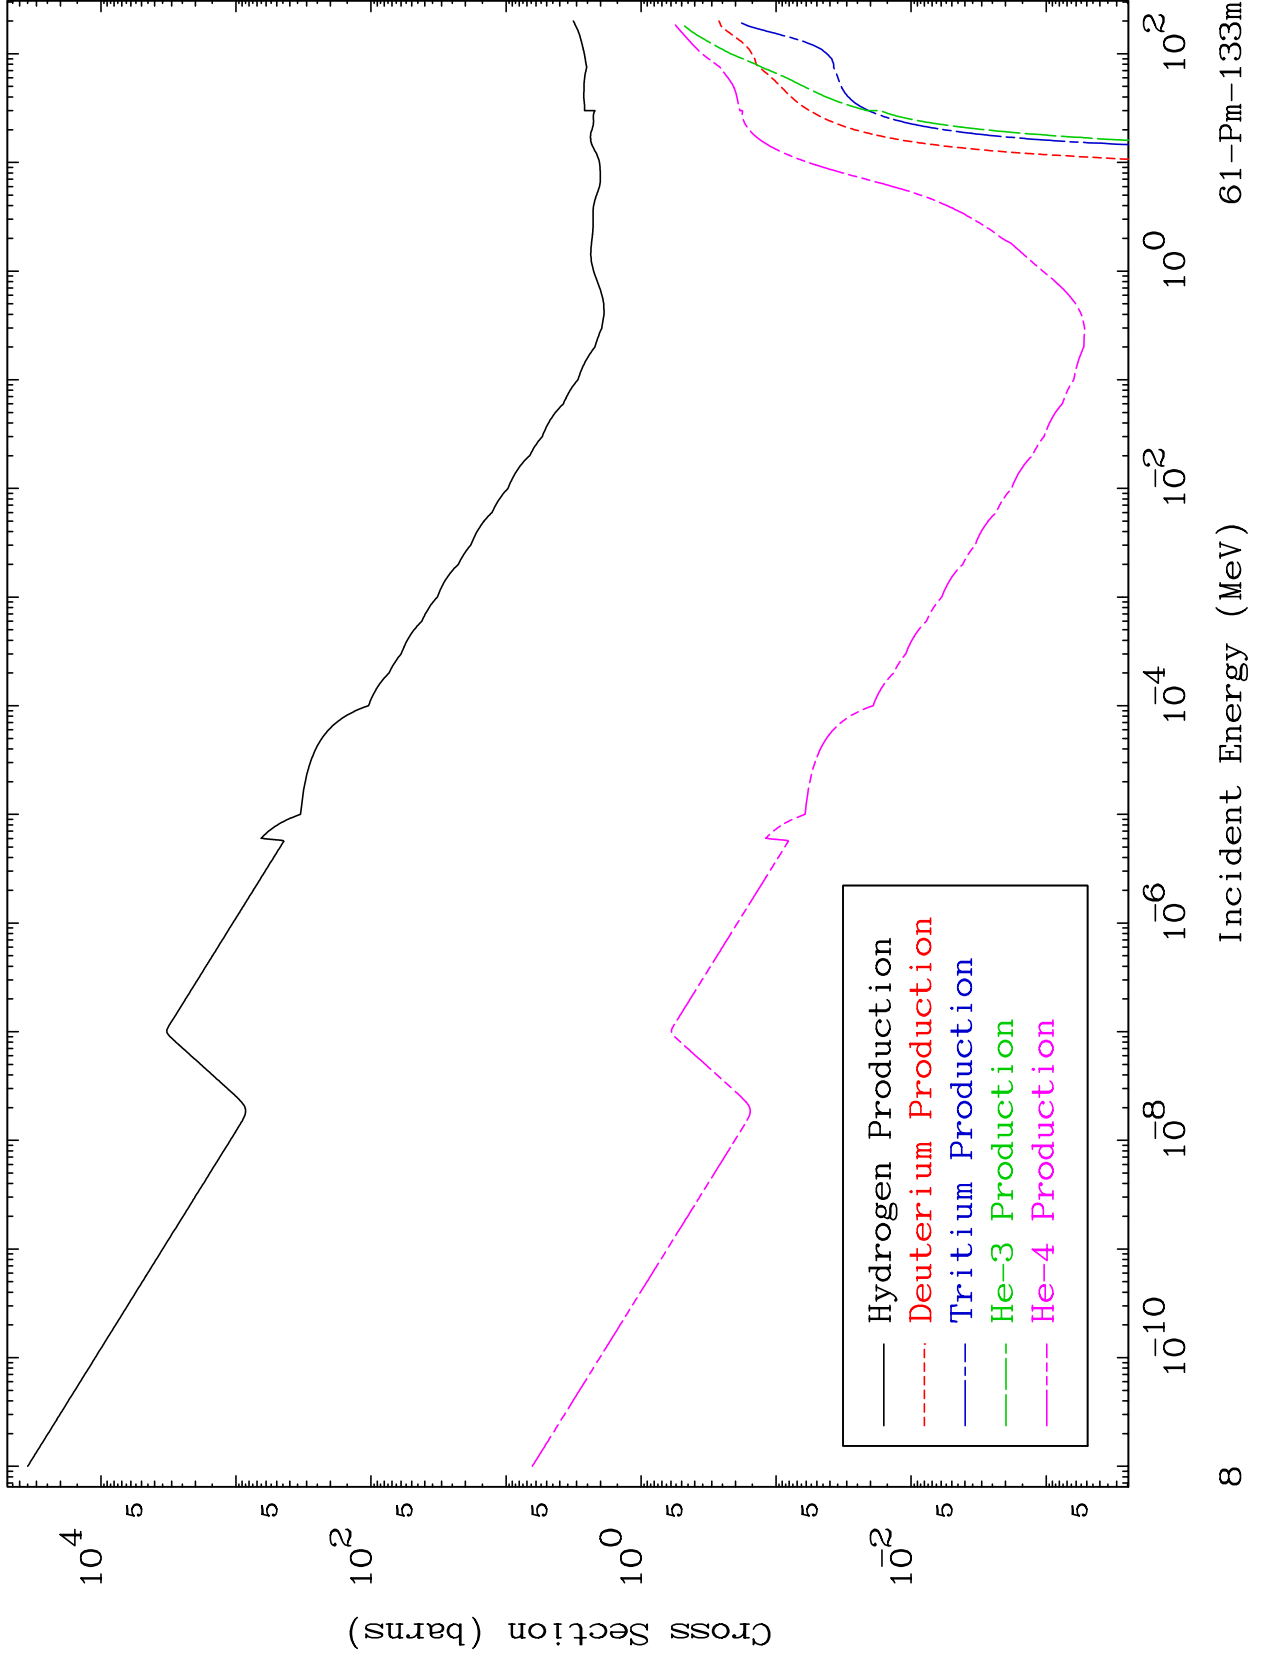 Cross Section (barns)
10^4
5
5
10^2
5
5
10^0
5
5
10^-2
5
5
Hydrogen Production
Deuterium Production
Tritium Production
He-3 Production
He-4 Production
10^-10
10^-8
10^-6
10^-4
10^-2
10^0
10^2
8
Incident Energy (MeV)
61-Pm-133m